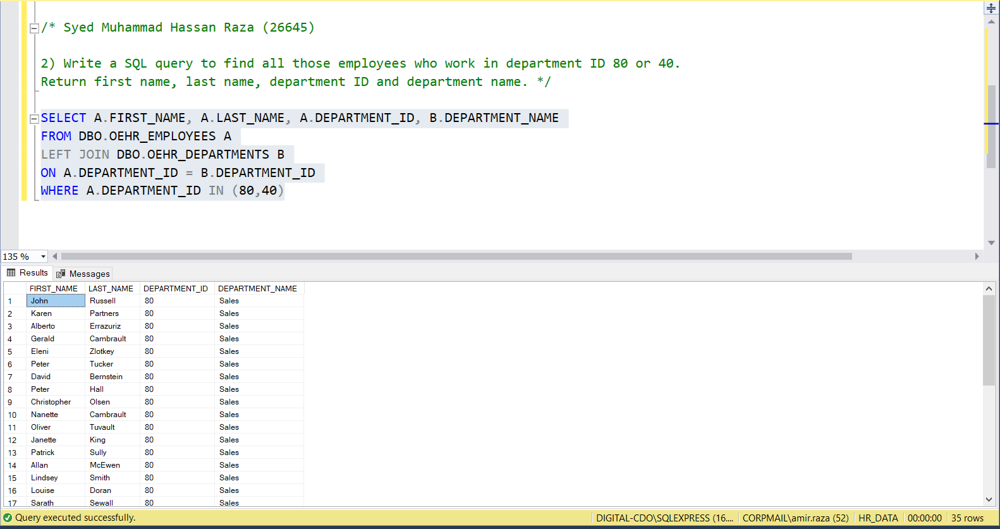 /* Syed Muhammad Hassan Raza (26645)
2) Write a SQL query to find all those employees who work in department ID 80 or 40.
Return first name, last name, department ID and department name. */
SELECT A.FIRST_NAME, A.LAST_NAME, A.DEPARTMENT_ID, B.DEPARTMENT_NAME
FROM DBO.OEHR_EMPLOYEES A
LEFT JOIN DBO.OEHR_DEPARTMENTS B
ON A.DEPARTMENT_ID = B.DEPARTMENT_ID
WHERE A.DEPARTMENT_ID IN (80,40)
135 %
Results Messages
FIRST_NAME LAST_NAME DEPARTMENT_ID DEPARTMENT_NAME
1 John Russell 80 Sales
2 Karen Partners 80 Sales
3 Alberto Errazuriz 80 Sales
4 Gerald Cambrault 80 Sales
5 Eleni Zlotkey 80 Sales
6 Peter Tucker 80 Sales
7 David Bernstein 80 Sales
8 Peter Hall 80 Sales
9 Christopher Olsen 80 Sales
10 Nanette Cambrault 80 Sales
11 Oliver Tuvault 80 Sales
12 Janette King 80 Sales
13 Patrick Sully 80 Sales
14 Allan McEwen 80 Sales
15 Lindsey Smith 80 Sales
16 Louise Doran 80 Sales
17 Sarath Sewall 80 Sales
Query executed successfully. DIGITAL-CDO\SQLEXPRESS (16.... CORPMAIL\amir.raza (52) HR_DATA 00:00:00 35 rows